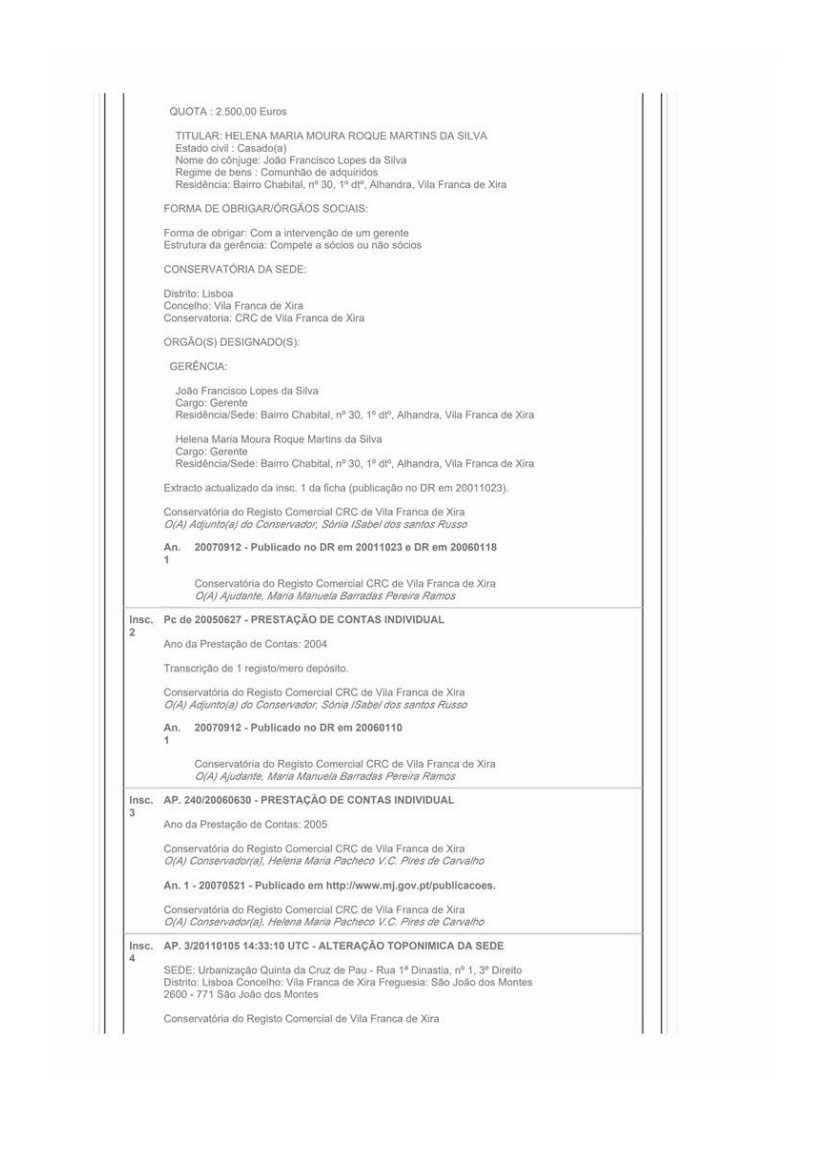 QUOTA : 2.500,00 Euros
TITULAR: HELENA MARIA MOURA ROQUE MARTINS DA SILVA
Estado civil : Casado(a)
Nome do cônjuge: João Francisco Lopes da Silva
Regime de bens : Comunhão de adquiridos
Residência: Bairro Chabital, nº 30, 1º dtº, Alhandra, Vila Franca de Xira
FORMA DE OBRIGAR/ÓRGÃOS SOCIAIS:
Forma de obrigar: Com a intervenção de um gerente
Estrutura da gerência: Compete a sócios ou não sócios
CONSERVATÓRIA DA SEDE:
Distrito: Lisboa
Concelho: Vila Franca de Xira
Conservatoria: CRC de Vila Franca de Xira
ORGÃO(S) DESIGNADO(S):
GERÊNCIA:
João Francisco Lopes da Silva
Cargo: Gerente
Residência/Sede: Bairro Chabital, nº 30, 1º dtº, Alhandra, Vila Franca de Xira
Helena Maria Moura Roque Martins da Silva
Cargo: Gerente
Residência/Sede: Bairro Chabital, nº 30, 1º dtº, Alhandra, Vila Franca de Xira
Extracto actualizado da insc. 1 da ficha (publicação no DR em 20011023).
Conservatória do Registo Comercial CRC de Vila Franca de Xira
O(A) Adjunto(a) do Conservador, Sónia ISabel dos santos Russo
An. 20070912 - Publicado no DR em 20011023 e DR em 20060118
1
Conservatória do Registo Comercial CRC de Vila Franca de Xira
O(A) Ajudante, Maria Manuela Barradas Pereira Ramos
Insc. Pc de 20050627 - PRESTAÇÃO DE CONTAS INDIVIDUAL
2
Ano da Prestação de Contas: 2004
Transcrição de 1 registo/mero depósito.
Conservatória do Registo Comercial CRC de Vila Franca de Xira
O(A) Adjunto(a) do Conservador, Sónia ISabel dos santos Russo
An. 20070912 - Publicado no DR em 20060110
1
Conservatória do Registo Comercial CRC de Vila Franca de Xira
O(A) Ajudante, Maria Manuela Barradas Pereira Ramos
Insc. AP. 240/20060630 - PRESTAÇÃO DE CONTAS INDIVIDUAL
3
Ano da Prestação de Contas: 2005
Conservatória do Registo Comercial CRC de Vila Franca de Xira
O(A) Conservador(a), Helena Maria Pacheco V.C. Pires de Carvalho
An. 1 - 20070521 - Publicado em http://www.mj.gov.pt/publicacoes.
Conservatória do Registo Comercial CRC de Vila Franca de Xira
O(A) Conservador(a), Helena Maria Pacheco V.C. Pires de Carvalho
Insc. AP. 3/20110105 14:33:10 UTC - ALTERAÇÃO TOPONIMICA DA SEDE
4
SEDE: Urbanização Quinta da Cruz de Pau - Rua 1ª Dinastia, nº 1, 3º Direito
Distrito: Lisboa Concelho: Vila Franca de Xira Freguesia: São João dos Montes
2600 - 771 São João dos Montes
Conservatória do Registo Comercial de Vila Franca de Xira